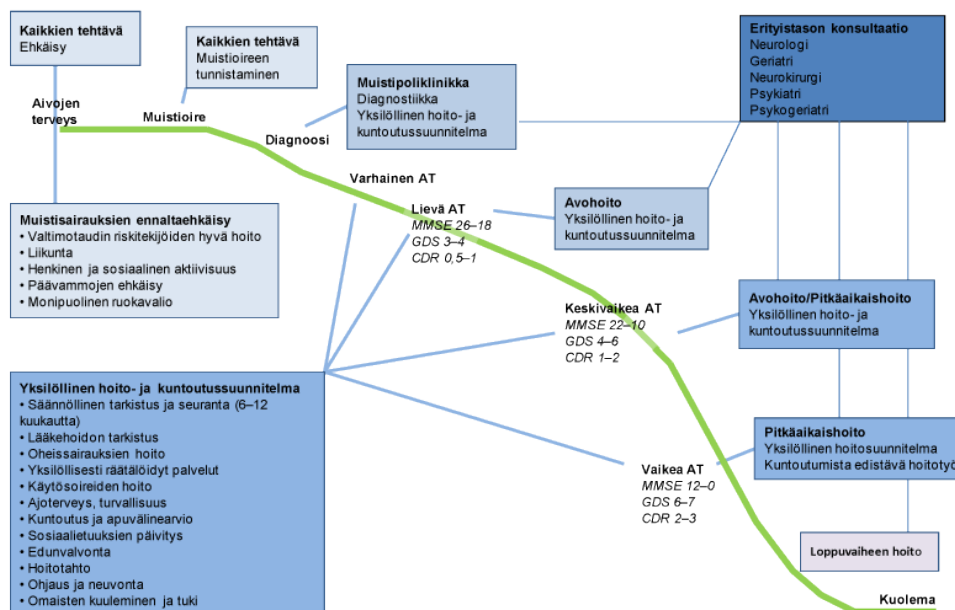 Kaikkien tehtävä
Ehkäisy
Kaikkien tehtävä
Muistioireen
tunnistaminen
Erityistason konsultaatio
Neurologi
Geriatri
Neurokirurgi
Psykiatri
Psykogeriatri
Muistipoliklinikka
Diagnostiikka
Yksilöllinen hoito- ja
kuntoutussuunnitelma
Aivojen
terveys
Muistioire
Diagnoosi
Varhainen AT
Lievä AT
MMSE 26–18
GDS 3–4
CDR 0,5–1
Avohoito
Yksilöllinen hoito- ja
kuntoutussuunnitelma
Muistisairauksien ennaltaehkäisy
• Valtimotaudin riskitekijöiden hyvä hoito
• Liikunta
• Henkinen ja sosiaalinen aktiivisuus
• Päävammojen ehkäisy
• Monipuolinen ruokavalio
Keskivaikea AT
MMSE 22–10
GDS 4–6
CDR 1–2
Avohoito/Pitkäaikaishoito
Yksilöllinen hoito- ja
kuntoutussuunnitelma
Yksilöllinen hoito- ja kuntoutussuunnitelma
• Säännöllinen tarkistus ja seuranta (6–12
kuukautta)
• Lääkehoidon tarkistus
• Oheissairauksien hoito
• Yksilöllisesti räätälöidyt palvelut
• Käytösoireiden hoito
• Ajoterveys, turvallisuus
• Kuntoutus ja apuvälinearvio
• Sosiaalietuuksien päivitys
• Edunvalvonta
• Hoitotahto
• Ohjaus ja neuvonta
• Omaisten kuuleminen ja tuki
Vaikea AT
MMSE 12–0
GDS 6–7
CDR 2–3
Pitkäaikaishoito
Yksilöllinen hoitosuunnitelma
Kuntoutumista edistävä hoitotyö
Loppuvaiheen hoito
Kuolema